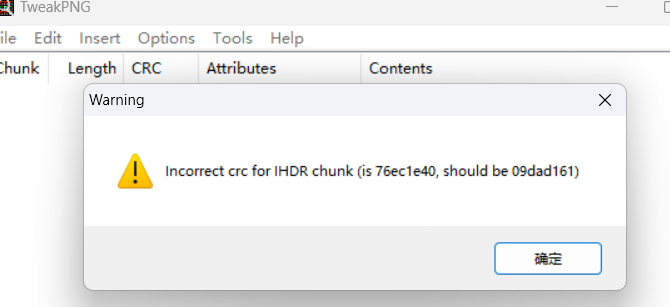 TweakPNG
ile Edit Insert Options Tools Help
Chunk Length CRC Attributes Contents
Warning
Incorrect crc for IHDR chunk (is 76ec1e40, should be 09dad161)
确定